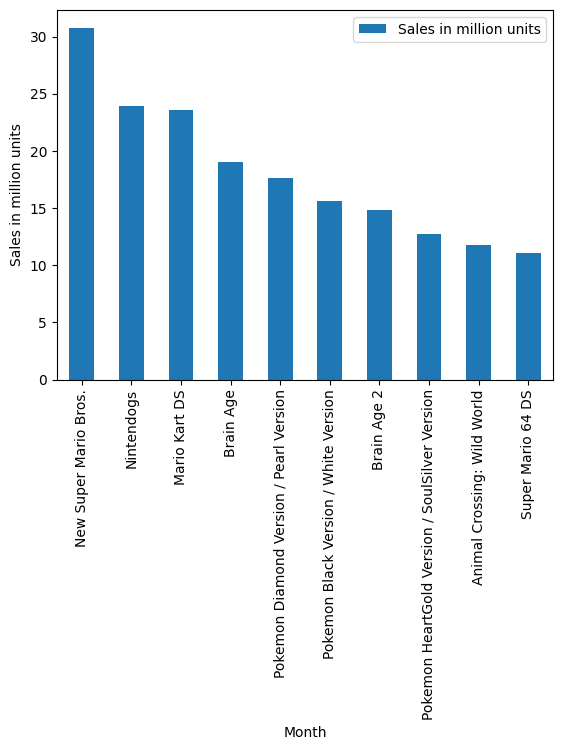 Sales in million units
Sales in million units
30
25
20
15
10
5
0
New Super Mario Bros.
Nintendogs
Mario Kart DS
Brain Age
Pokemon Diamond Version / Pearl Version
Pokemon Black Version / White Version
Brain Age 2
Pokemon HeartGold Version / SoulSilver Version
Animal Crossing: Wild World
Super Mario 64 DS
Month